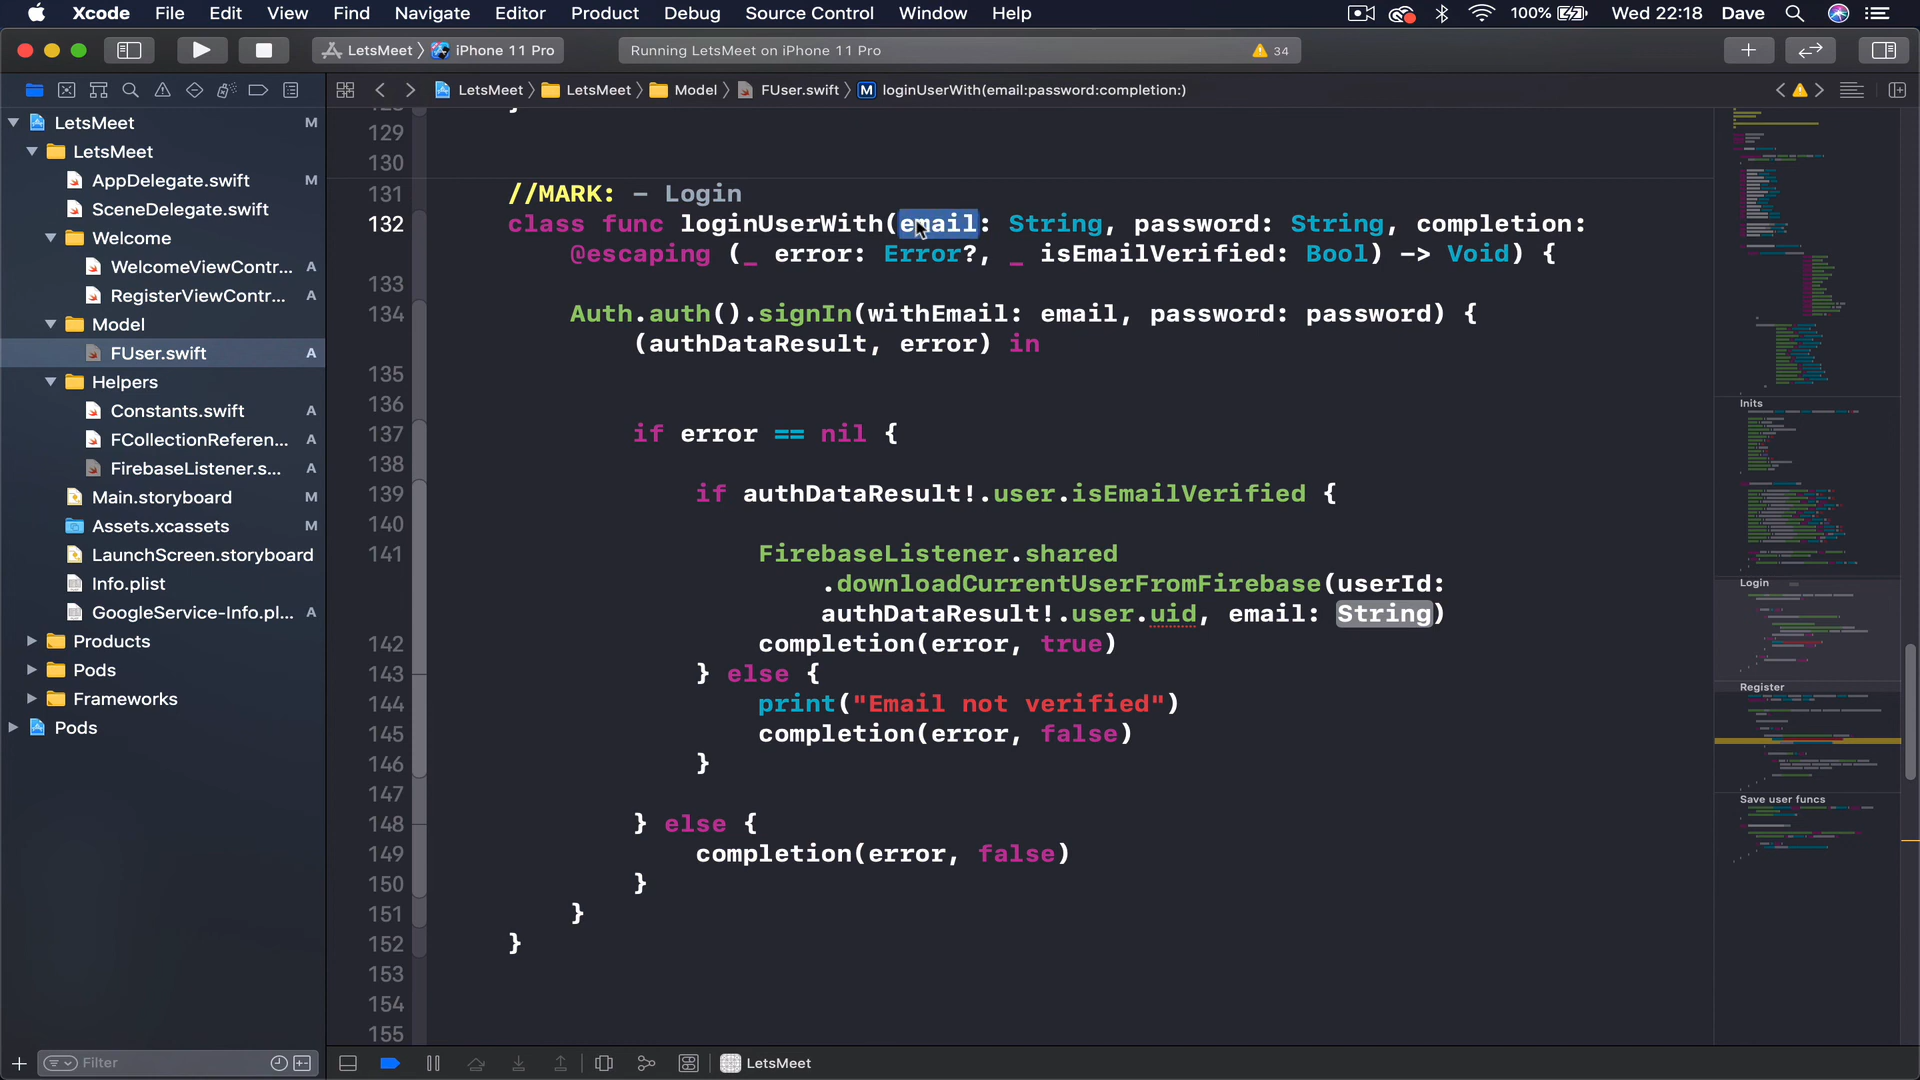 Xcode File Edit View Find Navigate Editor Product Debug Source Control Window Help 100% Wed 22:18 Dave
LetsMeet 〉 iPhone 11 Pro
Running LetsMeet on iPhone 11 Pro 34
LetsMeet 〉 LetsMeet 〉 Model 〉 FUser.swift 〉 M loginUserWith(email:password:completion:)
LetsMeet M
LetsMeet
AppDelegate.swift M
SceneDelegate.swift
Welcome
WelcomeViewContr... A
RegisterViewContr... A
Model
FUser.swift A
Helpers
Constants.swift A
FCollectionReferen... A
FirebaseListener.s... A
Main.storyboard M
Assets.xcassets M
LaunchScreen.storyboard
Info.plist
GoogleService-Info.pl... A
Products
Pods
Frameworks
Pods
Filter
129
130
131 //MARK: - Login
132 class func loginUserWith(email: String, password: String, completion:
@escaping (_ error: Error?, _ isEmailVerified: Bool) -> Void) {
133
134 Auth.auth().signIn(withEmail: email, password: password) {
(authDataResult, error) in
135
136
137 if error == nil {
138
139 if authDataResult!.user.isEmailVerified {
140
141 FirebaseListener.shared
.downloadCurrentUserFromFirebase(userId:
authDataResult!.user.uid, email: String)
142 completion(error, true)
143 } else {
144 print("Email not verified")
145 completion(error, false)
146 }
147
148 } else {
149 completion(error, false)
150 }
151 }
152 }
153
154
155
Inits
Login
Register
Save user funcs
LetsMeet